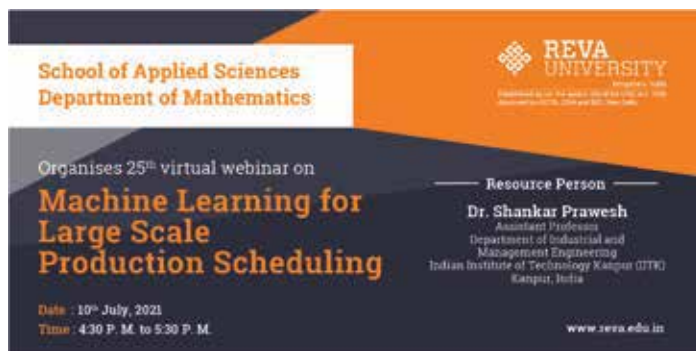 School of Applied Sciences
Department of Mathematics
REVA
UNIVERSITY
Bengaluru, India
Organises 25th virtual webinar on
Machine Learning for
Large Scale
Production Scheduling
Date : 10th July, 2021
Time : 4:30 P. M. to 5:30 P. M.
Resource Person
Dr. Shankar Prawesh
Assistant Professor
Department of Industrial and
Management Engineering
Indian Institute of Technology Kanpur (IITK)
Kanpur, India
www.reva.edu.in